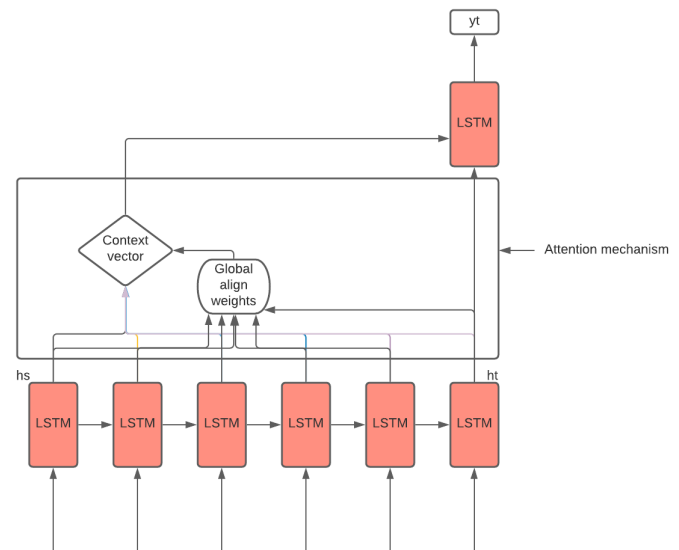 yt
LSTM
Context
vector
Global
align
weights
Attention mechanism
hs
ht
LSTM
LSTM
LSTM
LSTM
LSTM
LSTM